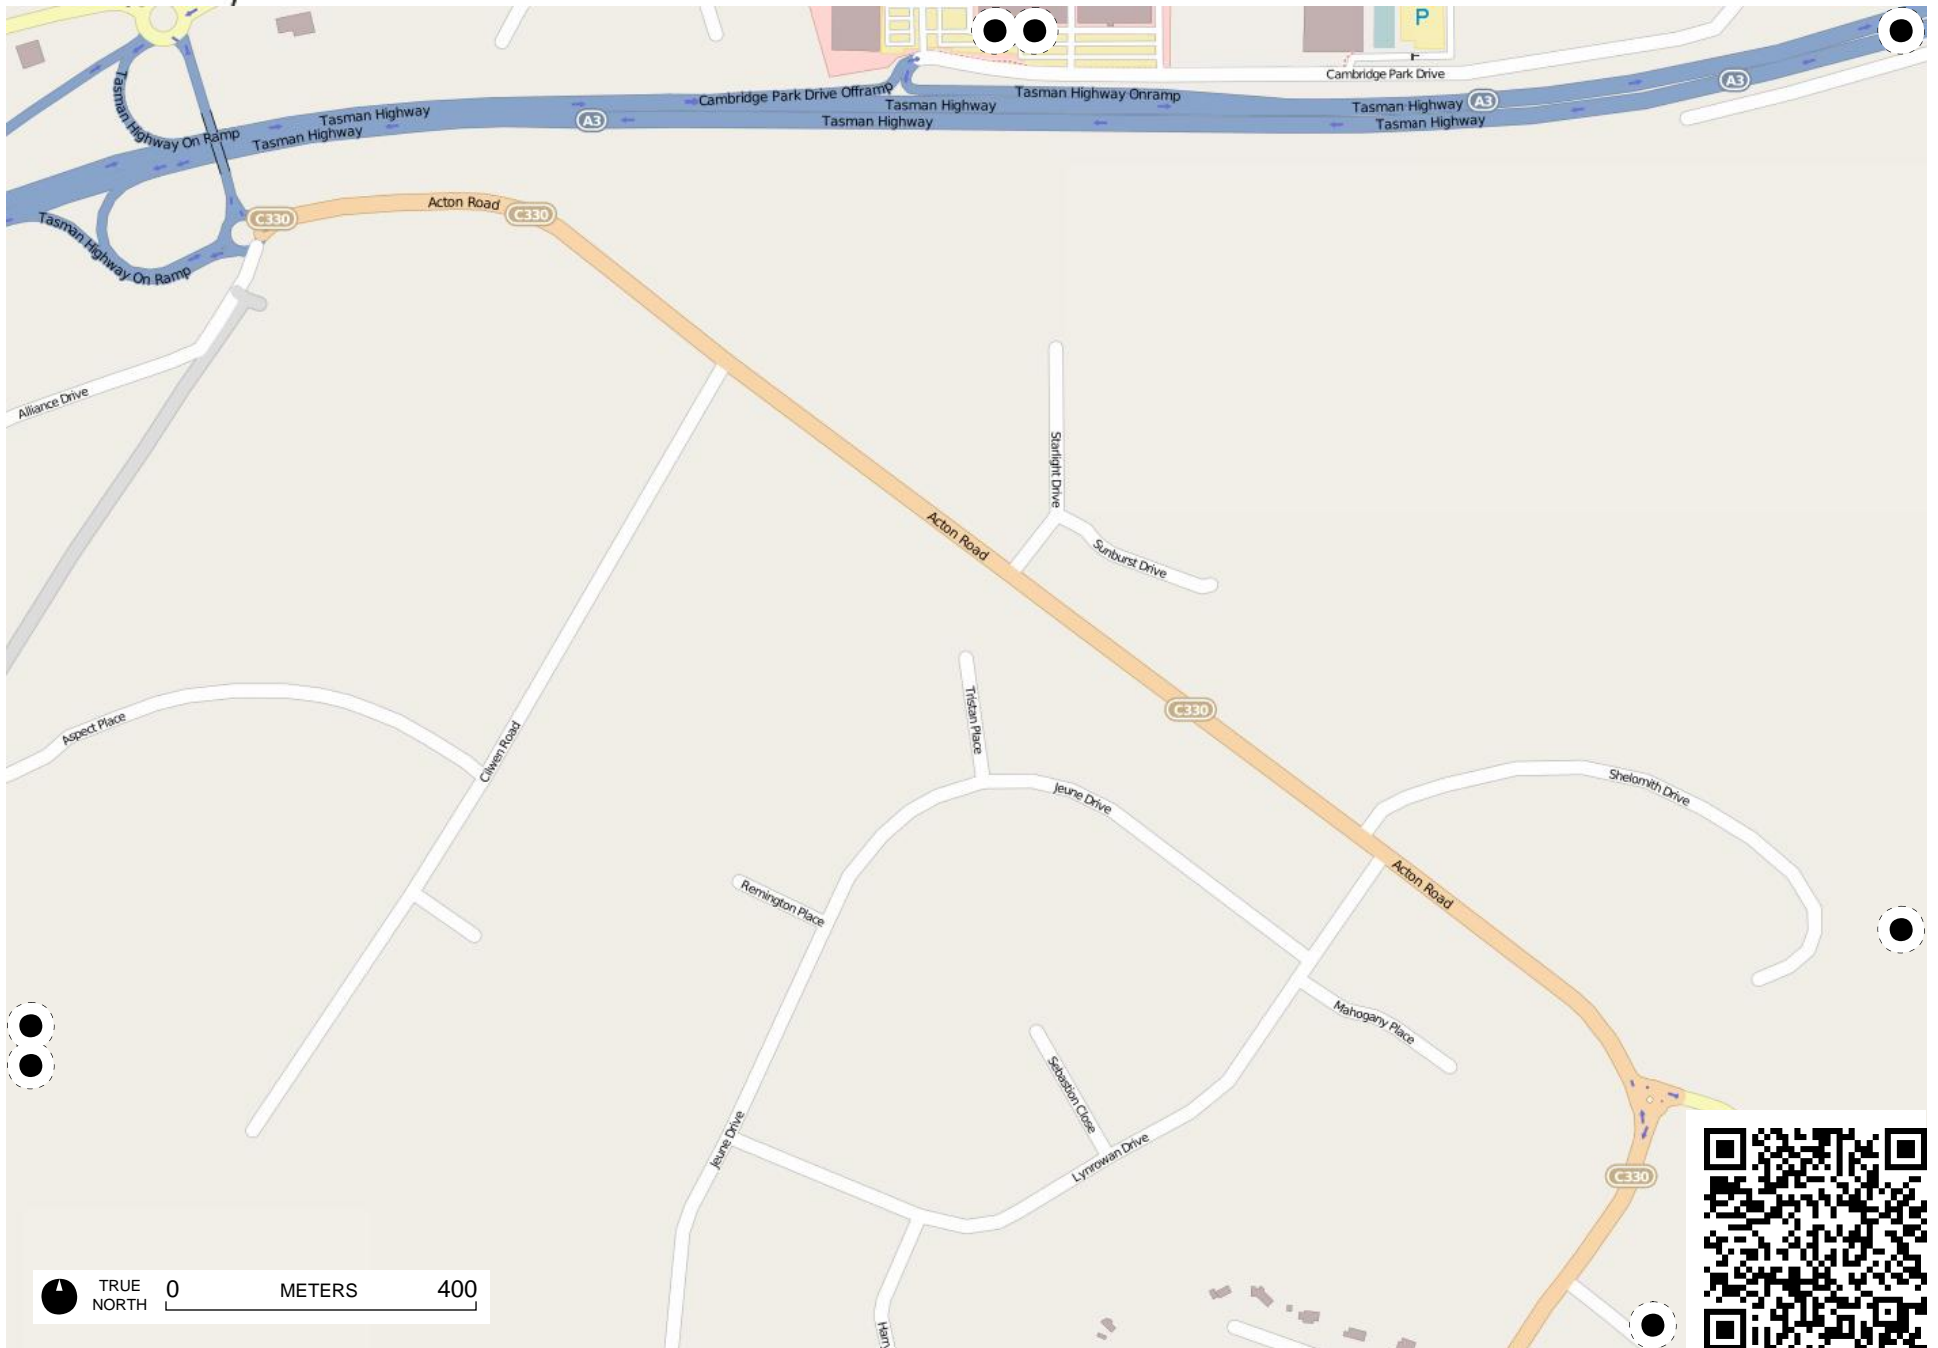 P
Cambridge Park Drive
A3
Cambridge Park Drive Offramp
Tasman Highway Onramp
Tasman Highway
Tasman Highway
Tasman Highway
A3
Tasman Highway
A3
Tasman Highway
Tasman Highway
Tasman Highway
Tasman Highway On Ramp
Acton Road
C330
C330
Tasman Highway On Ramp
Alliance Drive
Starlight Drive
Acton Road
Sunburst Drive
Tristan Place
C330
Aspect Place
Cilwen Road
Jeune Drive
Shelomith Drive
Remington Place
Acton Road
Mahogany Place
Sebastion Close
Jeune Drive
Lynrowan Drive
C330
TRUE
NORTH
0 METERS 400